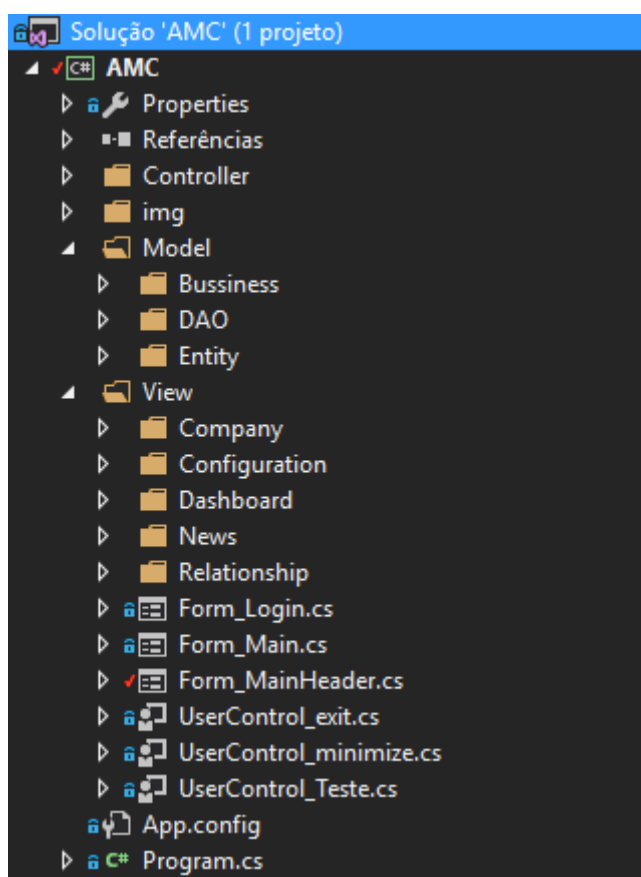 Solução 'AMC' (1 projeto)
C# AMC
Properties
Referências
Controller
img
Model
Bussiness
DAO
Entity
View
Company
Configuration
Dashboard
News
Relationship
Form_Login.cs
Form_Main.cs
Form_MainHeader.cs
UserControl_exit.cs
UserControl_minimize.cs
UserControl_Teste.cs
App.config
C# Program.cs